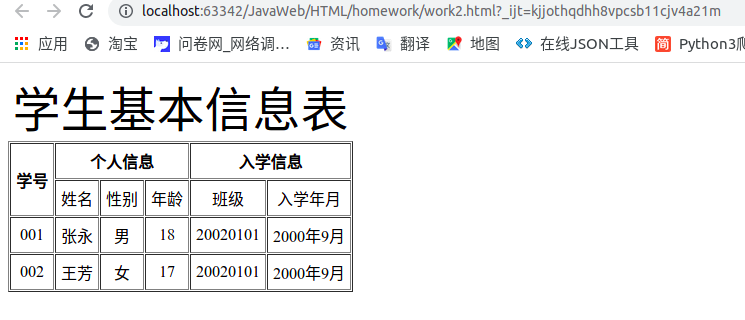 localhost:63342/JavaWeb/HTML/homework/work2.html?_ijt=kjjothqdhh8vpcsb11cjv4a21m
应用 淘宝 问卷网_网络调… 资讯 翻译 地图 在线JSON工具 简 Python3爬
学生基本信息表
学号 个人信息 入学信息
姓名 性别 年龄 班级 入学年月
001 张永 男 18 20020101 2000年9月
002 王芳 女 17 20020101 2000年9月